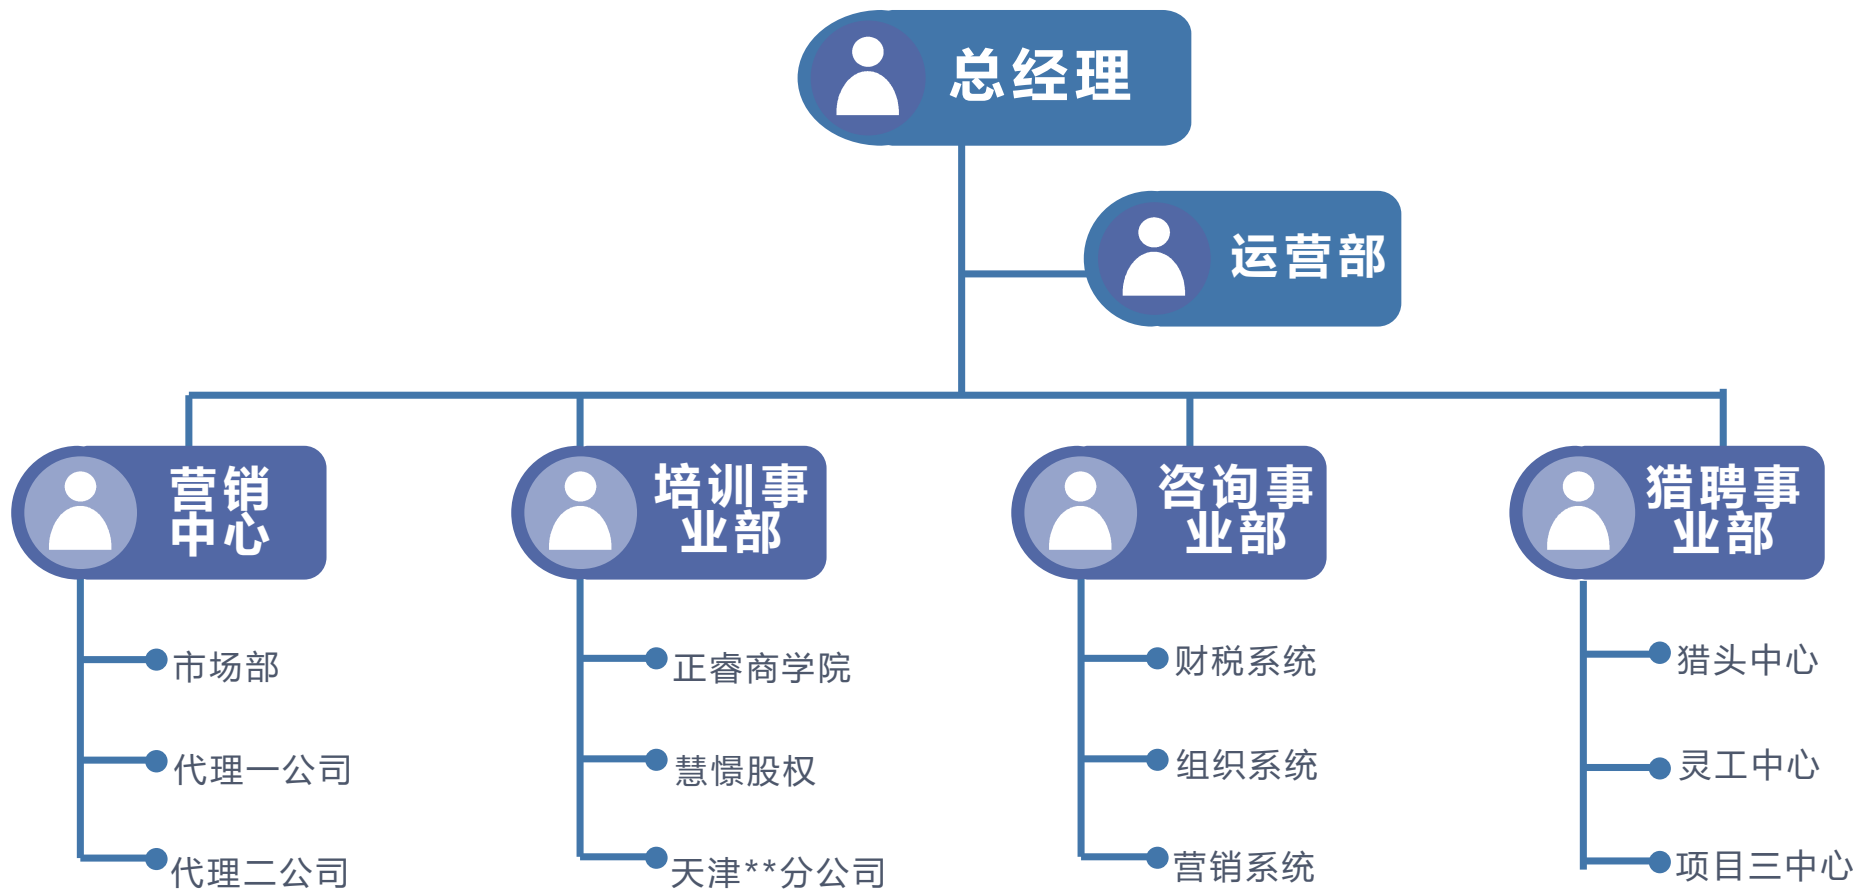 总经理
运营部
营销
中心
培训事
业部
咨询事
业部
猎聘事
业部
市场部
代理一公司
代理二公司
正睿商学院
慧憬股权
天津**分公司
财税系统
组织系统
营销系统
猎头中心
灵工中心
项目三中心